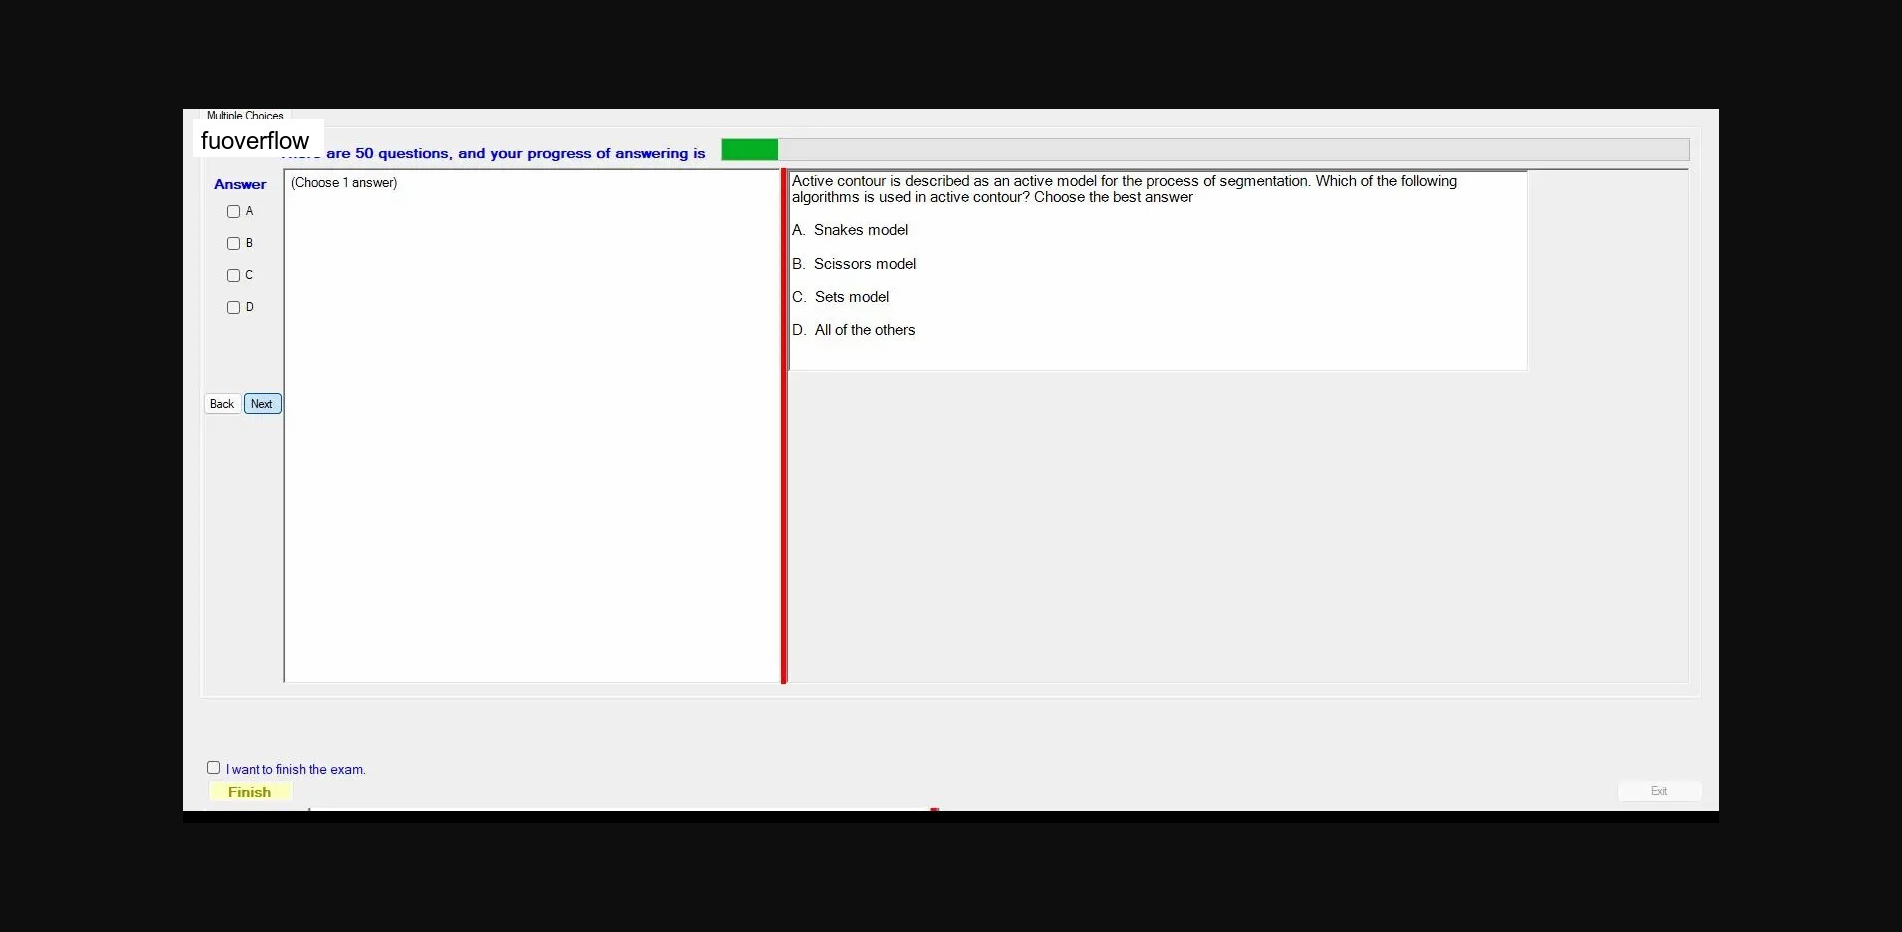 Multiple Choices
fuoverflow
are 50 questions, and your progress of answering is
Answer
(Choose 1 answer)
A
B
C
D
Back
Next
Active contour is described as an active model for the process of segmentation. Which of the following
algorithms is used in active contour? Choose the best answer
A. Snakes model
B. Scissors model
C. Sets model
D. All of the others
I want to finish the exam.
Finish
Exit